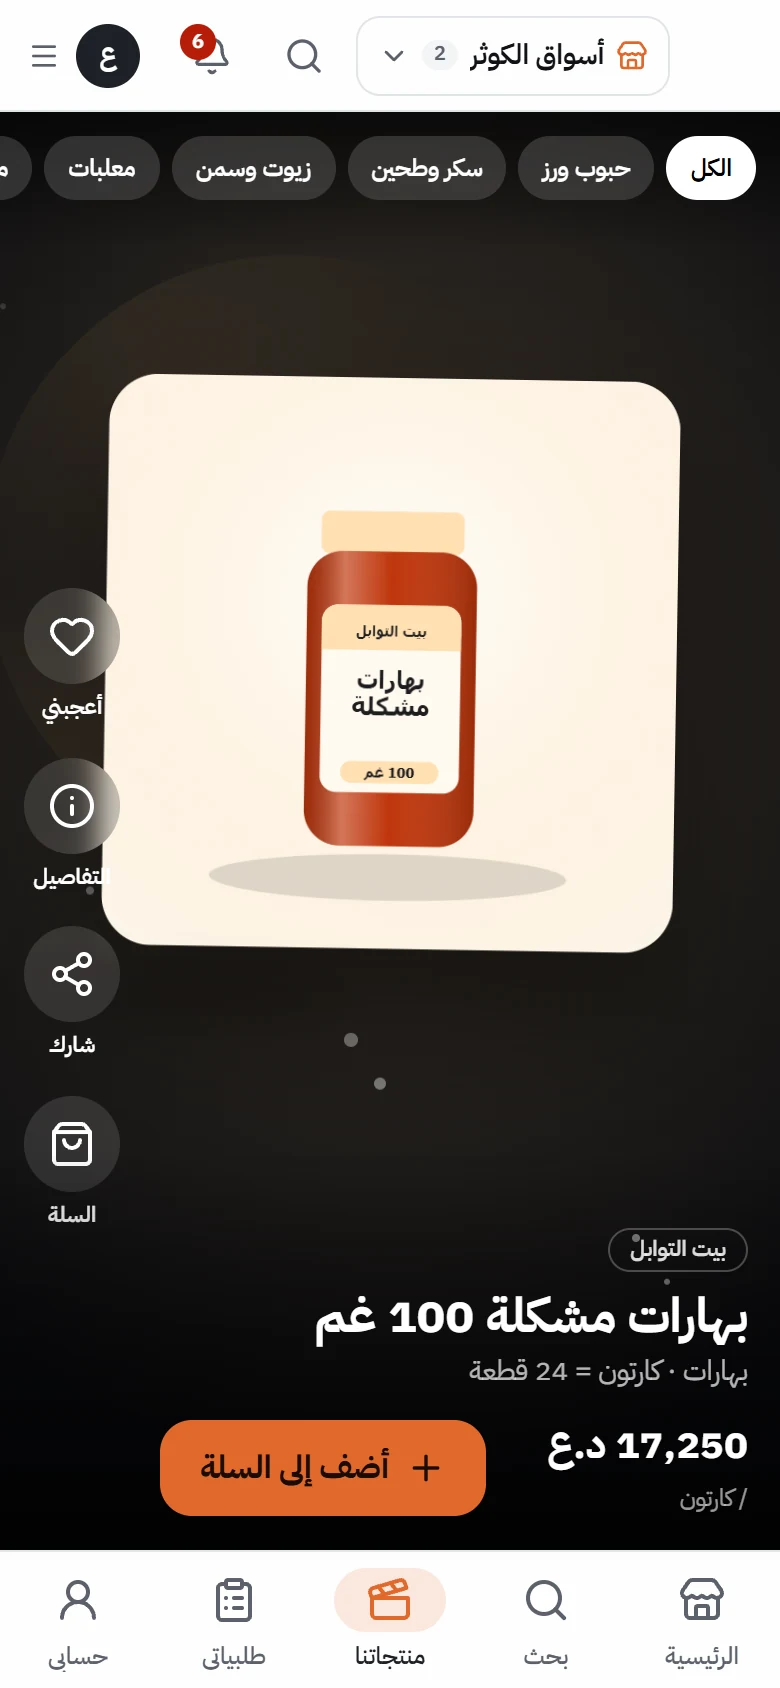 أسواق الكوثر 2
6
ع
الكل
حبوب ورز
سكر وطحين
زيوت وسمن
معلبات
بيت التوابل
بهارات
مشكلة
100 غم
أعجبني
التفاصيل
شارك
السلة
بيت التوابل
بهارات مشكلة 100 غم
بهارات · كارتون = 24 قطعة
17,250 د.ع
/ كارتون
أضف إلى السلة
الرئيسية
بحث
منتجاتنا
طلبياتي
حسابي